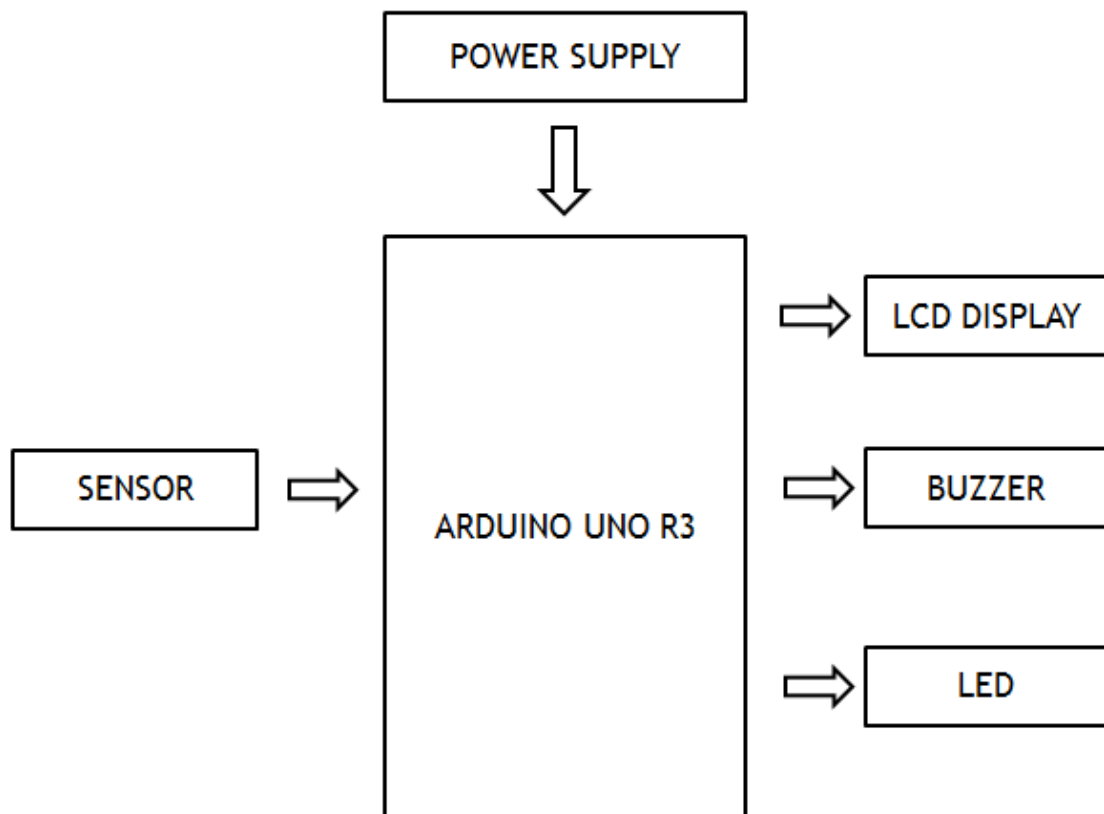 POWER SUPPLY
LCD DISPLAY
SENSOR
BUZZER
ARDUINO UNO R3
LED